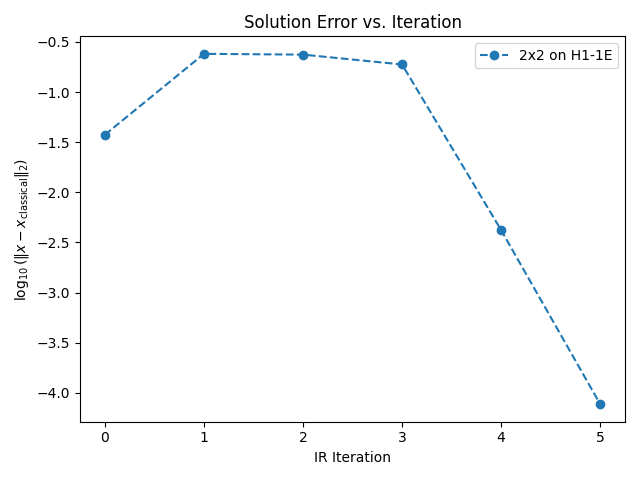 Solution Error vs. Iteration
2x2 on H1-1E
log₁₀(‖x − x_classical‖₂)
−0.5
−1.0
−1.5
−2.0
−2.5
−3.0
−3.5
−4.0
0 1 2 3 4 5
IR Iteration